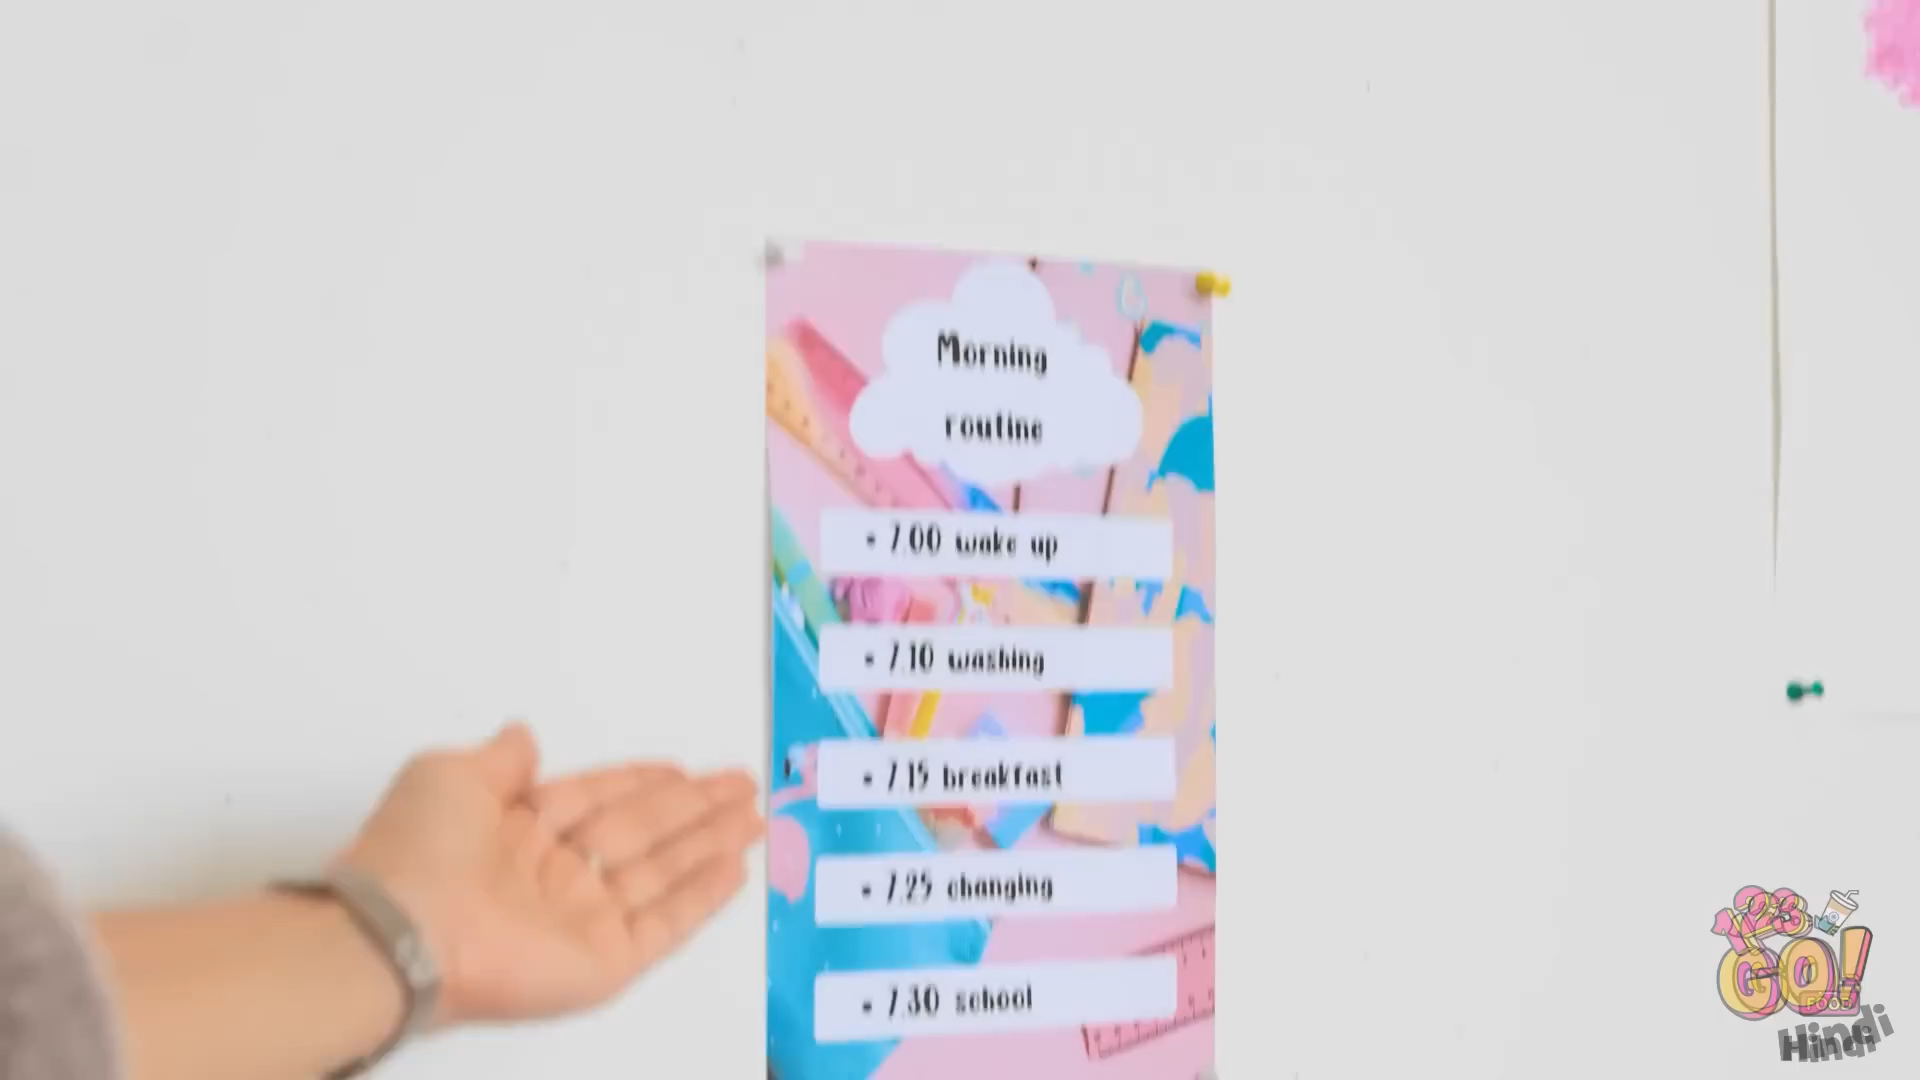 Morning
routine
- 7.00 wake up
- 7.10 washing
- 7.15 breakfast
- 7.25 changing
- 7.30 school
123
GO!
FOOD
Hindi